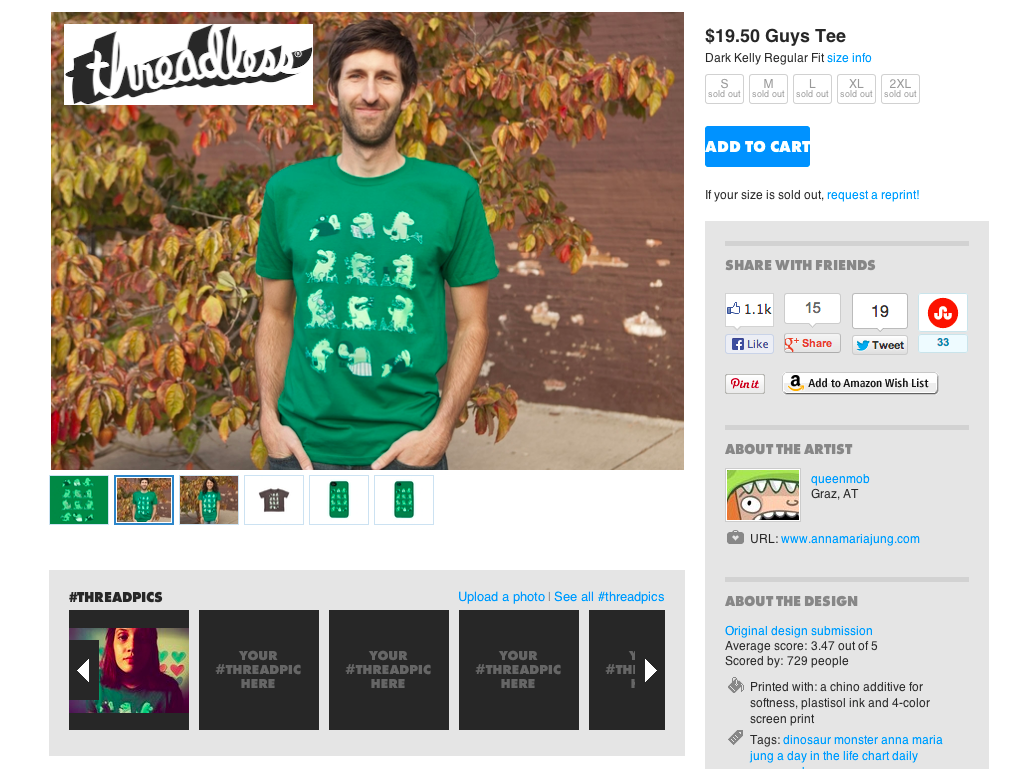 threadless®
$19.50 Guys Tee
Dark Kelly Regular Fit size info
S M L XL 2XL
sold out sold out sold out sold out sold out
ADD TO CART
If your size is sold out, request a reprint!
SHARE WITH FRIENDS
1.1k 15 19
Like Share Tweet 33
Pin it Add to Amazon Wish List
ABOUT THE ARTIST
queenmob
Graz, AT
URL: www.annamariajung.com
ABOUT THE DESIGN
Original design submission
Average score: 3.47 out of 5
Scored by: 729 people
Printed with: a chino additive for
softness, plastisol ink and 4-color
screen print
Tags: dinosaur monster anna maria
jung a day in the life chart daily
#THREADPICS Upload a photo | See all #threadpics
YOUR
#THREADPIC
HERE
YOUR
#THREADPIC
HERE
YOUR
#THREADPIC
HERE